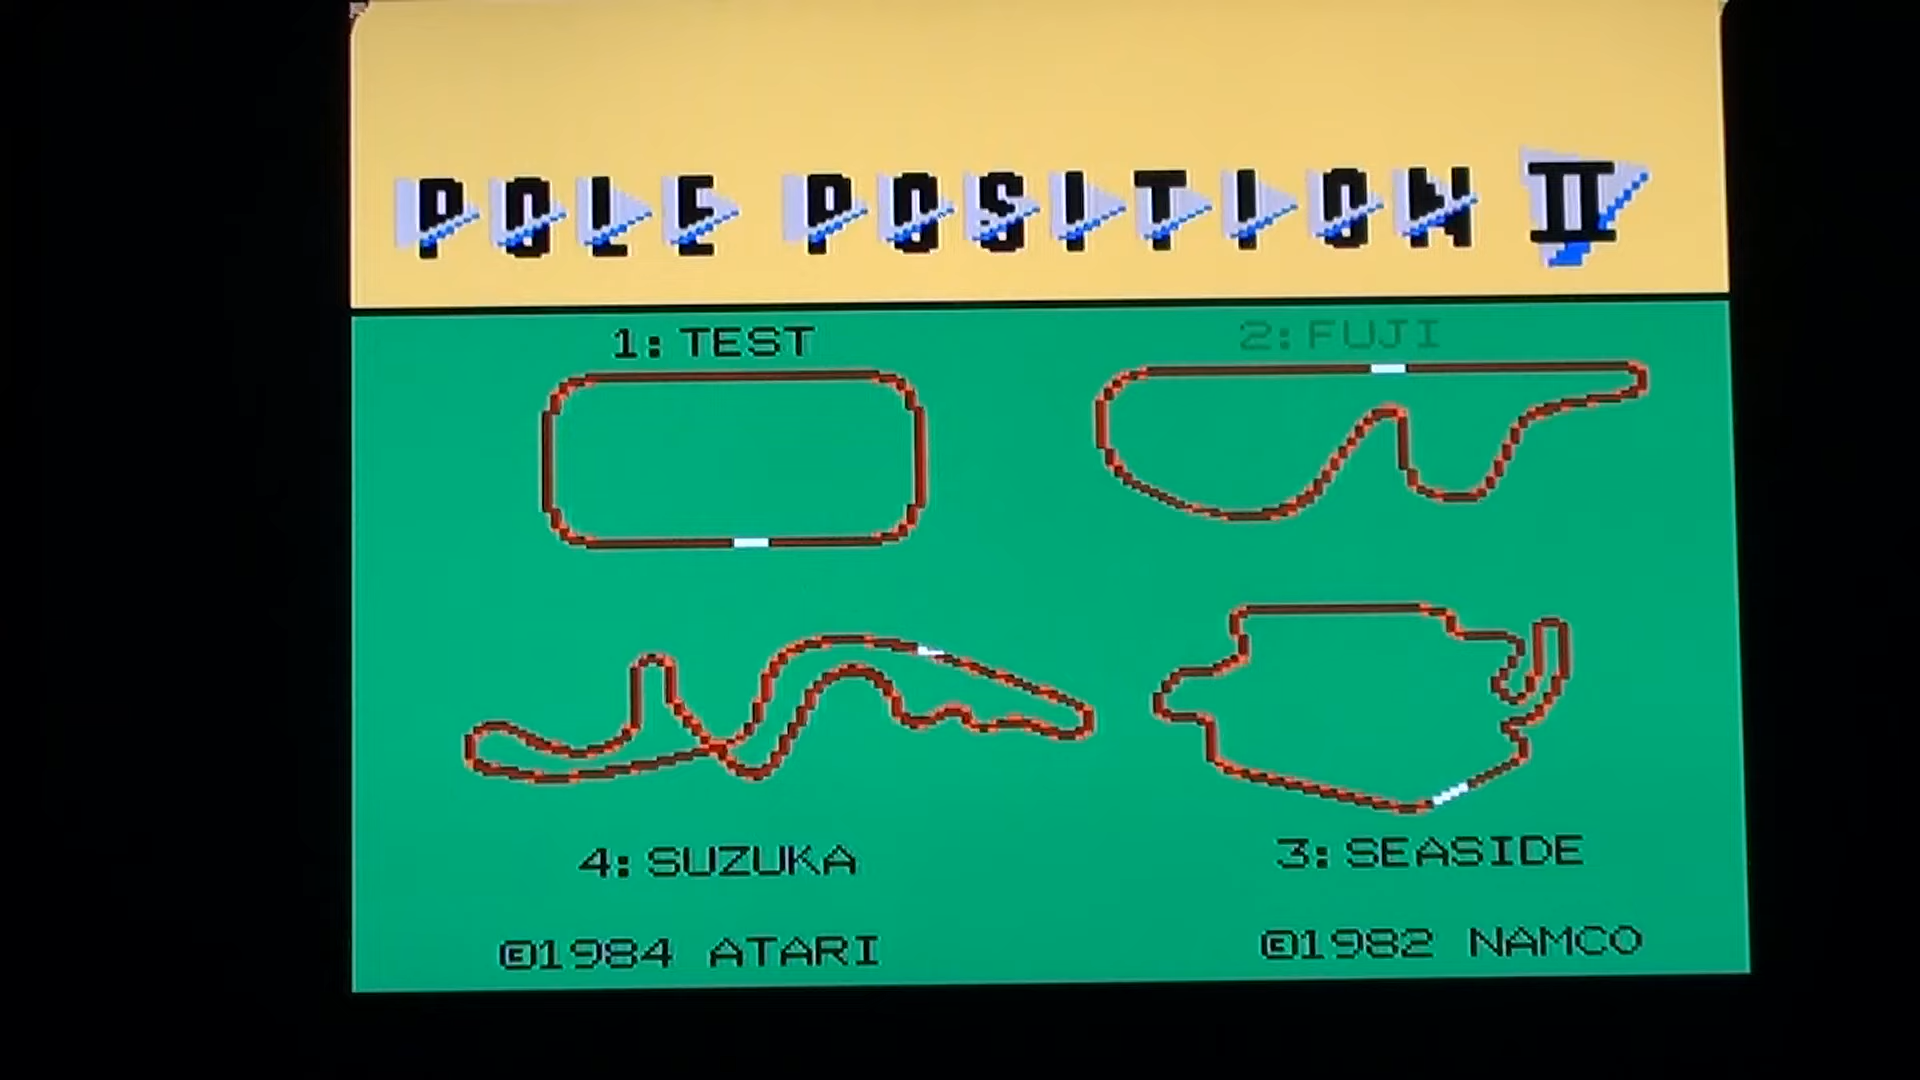 POLE POSITION II
1: TEST
2: FUJI
4: SUZUKA
3: SEASIDE
©1984 ATARI
©1982 NAMCO